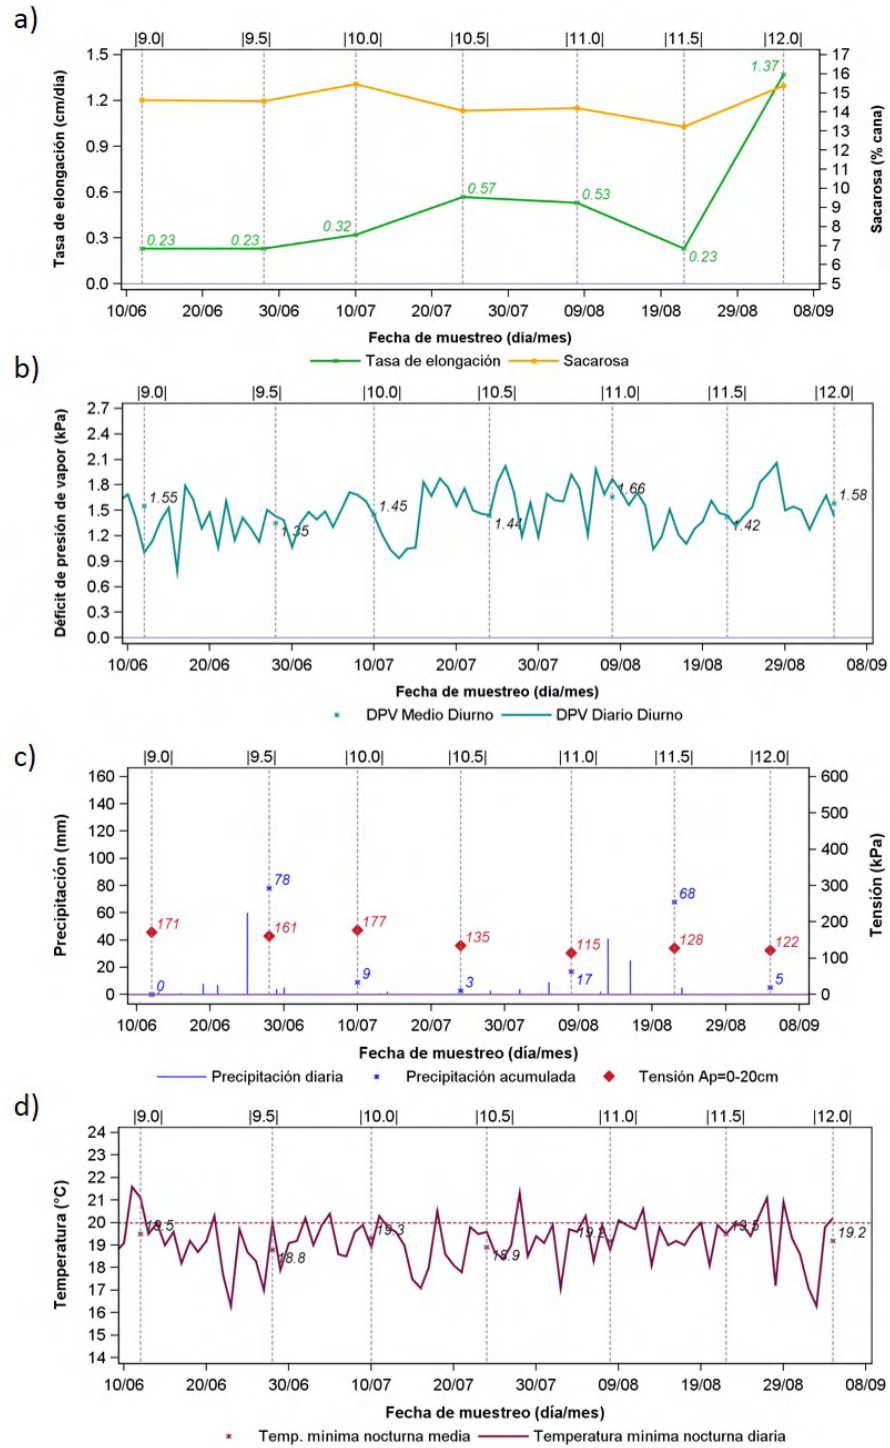 a)
|9.0| |9.5| |10.0| |10.5| |11.0| |11.5| |12.0|
Tasa de elongación (cm/día)
1.5
1.2
0.9
0.6
0.3
0.0
0.23 0.23 0.32 0.57 0.53 0.23 1.37
17
16
15
14
13
12
11
10
9
8
7
6
5
Sacarosa (% cana)
10/06 20/06 30/06 10/07 20/07 30/07 09/08 19/08 29/08 08/09
Fecha de muestreo (día/mes)
Tasa de elongación Sacarosa
b)
|9.0| |9.5| |10.0| |10.5| |11.0| |11.5| |12.0|
Déficit de presión de vapor (kPa)
2.7
2.4
2.1
1.8
1.5
1.2
0.9
0.6
0.3
0.0
1.55 1.35 1.45 1.44 1.66 1.42 1.58
10/06 20/06 30/06 10/07 20/07 30/07 09/08 19/08 29/08 08/09
Fecha de muestreo (día/mes)
DPV Medio Diurno DPV Diario Diurno
c)
|9.0| |9.5| |10.0| |10.5| |11.0| |11.5| |12.0|
Precipitación (mm)
160
140
120
100
80
60
40
20
0
171 161 177 135 115 128 122
0 78 9 3 17 68 5
600
500
400
300
200
100
0
Tensión (kPa)
10/06 20/06 30/06 10/07 20/07 30/07 09/08 19/08 29/08 08/09
Fecha de muestreo (día/mes)
Precipitación diaria Precipitación acumulada Tensión Ap=0-20cm
d)
|9.0| |9.5| |10.0| |10.5| |11.0| |11.5| |12.0|
Temperatura (°C)
24
23
22
21
20
19
18
17
16
15
14
19.5 18.8 19.3 18.9 19.2 19.5 19.2
10/06 20/06 30/06 10/07 20/07 30/07 09/08 19/08 29/08 08/09
Fecha de muestreo (día/mes)
Temp. mínima nocturna media Temperatura mínima nocturna diaria